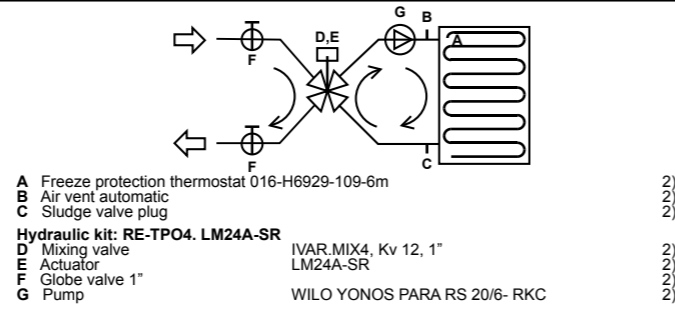 G
B
D,E
A
F
F
C
A Freeze protection thermostat 016-H6929-109-6m 2)
B Air vent automatic 2)
C Sludge valve plug 2)
Hydraulic kit: RE-TPO4. LM24A-SR
D Mixing valve IVAR.MIX4, Kv 12, 1” 2)
E Actuator LM24A-SR 2)
F Globe valve 1” 2)
G Pump WILO YONOS PARA RS 20/6- RKC 2)